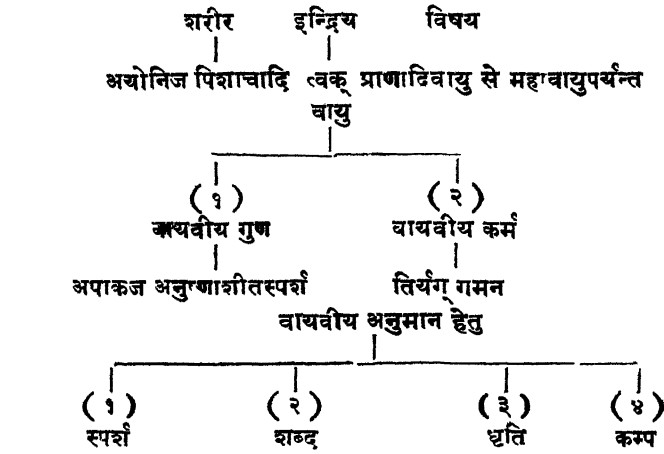 शरीर इन्द्रिय विषय
अयोनिज पिशाचादि त्वक् प्राणादिवायु से महावायुपर्यन्त
वायु
(१) (२)
वायवीय गुण वायवीय कर्म
अपाकज अनुष्णाशीतस्पर्श तिर्यग् गमन
वायवीय अनुमान हेतु
(१) (२) (३) (४)
स्पर्श शब्द धृति कम्प